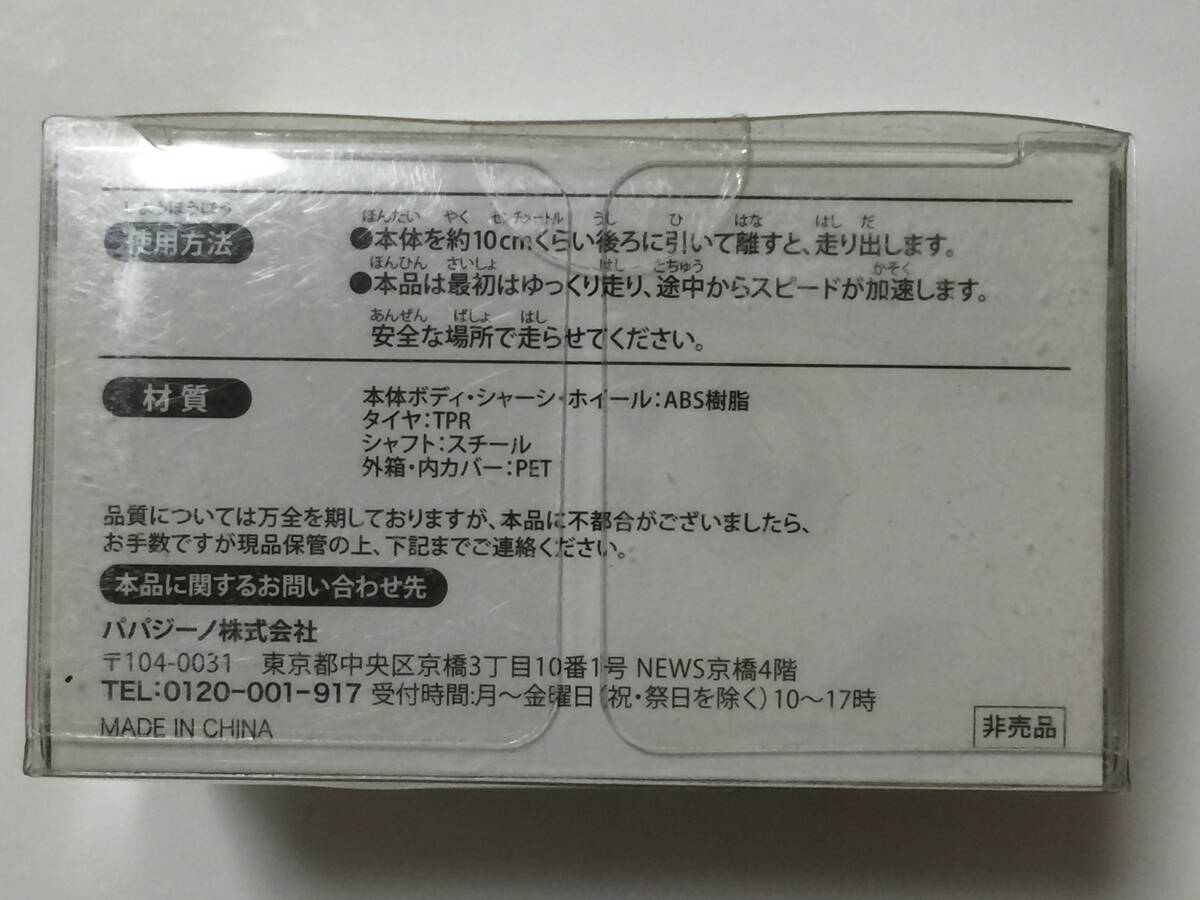 しようほうほう
使用方法
ほんたい やく センチメートル うし ひ はな はし だ
●本体を約10cmくらい後ろに引いて離すと、走り出します。
ほんひん さいしょ はし とちゅう かそく
●本品は最初はゆっくり走り、途中からスピードが加速します。
あんぜん ばしょ はし
安全な場所で走らせてください。
材質
本体ボディ・シャーシ・ホイール：ABS樹脂
タイヤ：TPR
シャフト：スチール
外箱・内カバー：PET
品質については万全を期しておりますが、本品に不都合がございましたら、
お手数ですが現品保管の上、下記までご連絡ください。
本品に関するお問い合わせ先
パパジーノ株式会社
〒104-0031 東京都中央区京橋3丁目10番1号 NEWS京橋4階
TEL：0120-001-917 受付時間：月～金曜日（祝・祭日を除く）10～17時
MADE IN CHINA
非売品